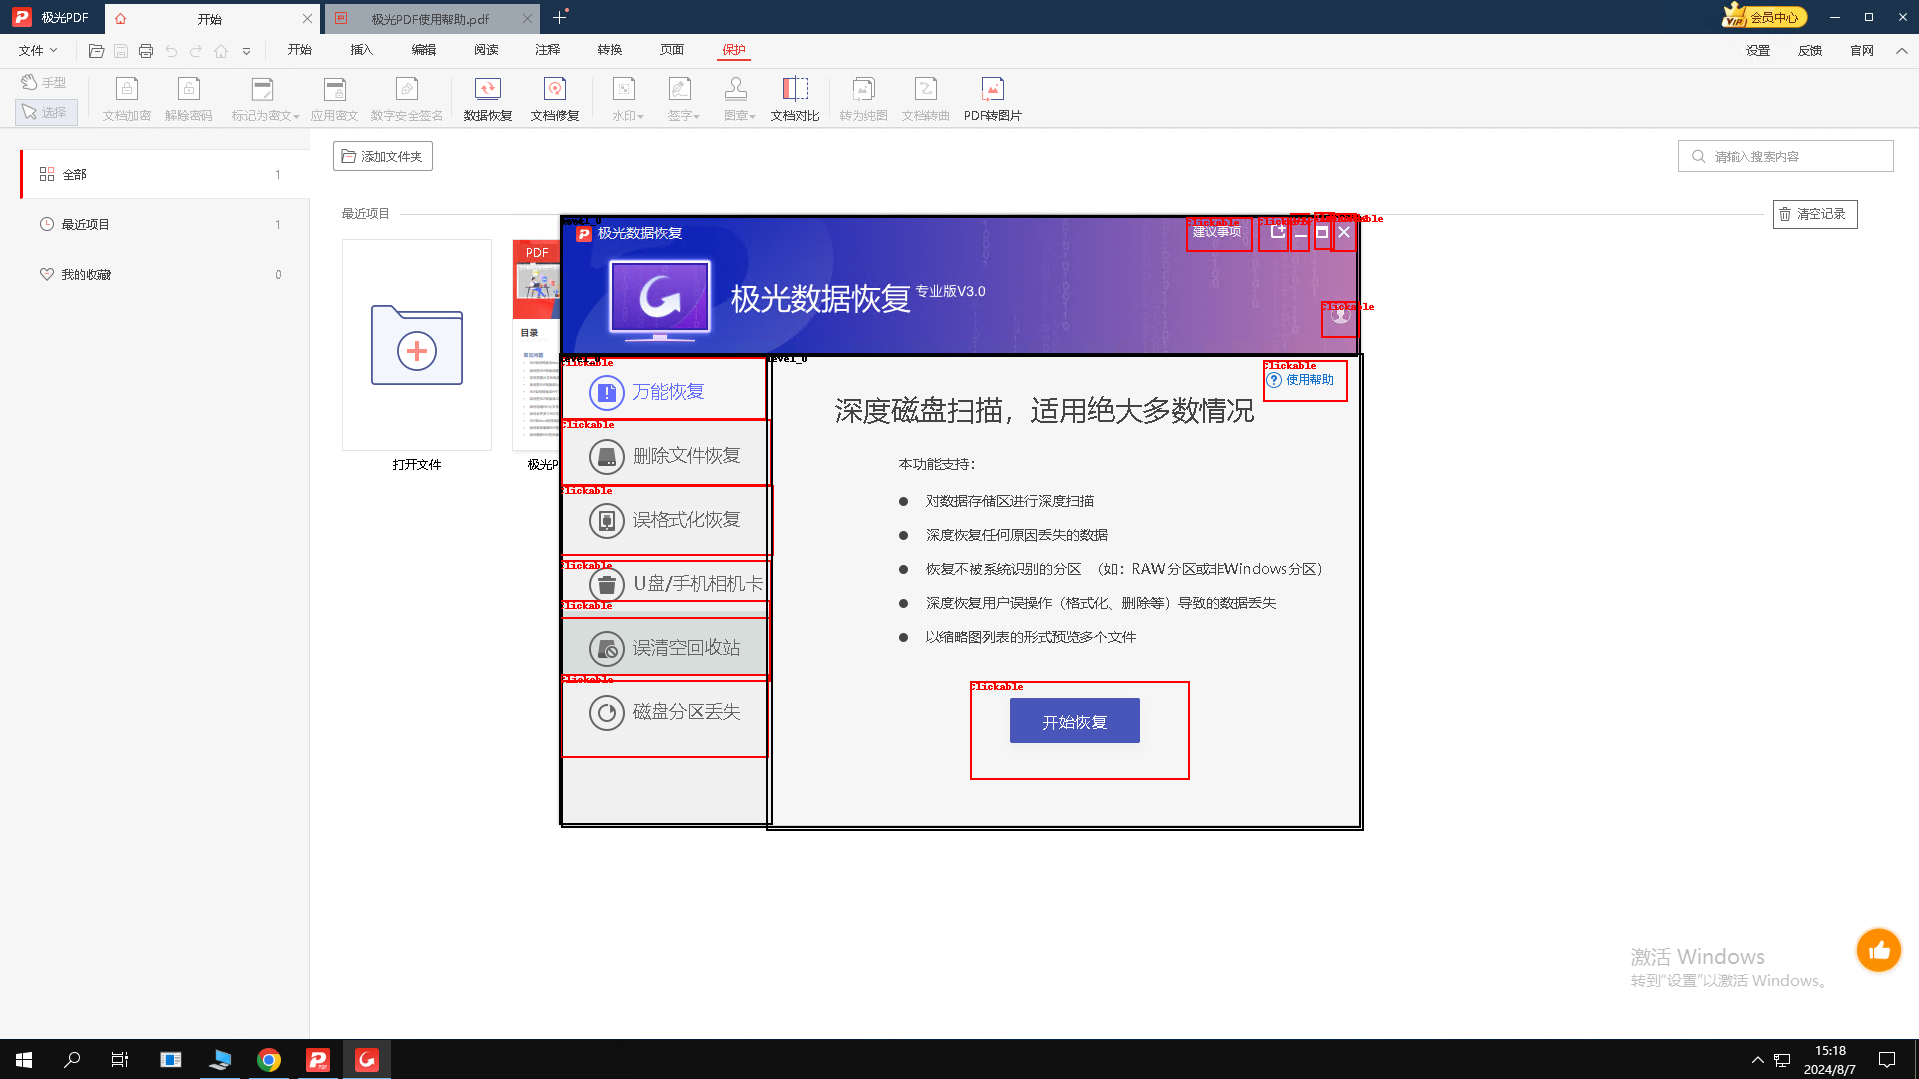 极光PDF
开始
极光PDF使用帮助.pdf
VIP 会员中心
文件
开始
插入
编辑
阅读
注释
转换
页面
保护
设置
反馈
官网
手型
选择
文档加密
解除密码
标记为密文
应用密文
数字安全签名
数据恢复
文档修复
水印
签字
图章
文档对比
转为纯图
文档转曲
PDF转图片
全部
1
最近项目
1
我的收藏
0
添加文件夹
请输入搜索内容
最近项目
清空记录
打开文件
PDF
目录
常见问题
极光P
level_0
极光数据恢复
Clickable
建议事项
Clickable
极光数据恢复 专业版V3.0
Clickable
level_0
Clickable
万能恢复
Clickable
删除文件恢复
Clickable
误格式化恢复
Clickable
U盘/手机相机卡
Clickable
误清空回收站
Clickable
磁盘分区丢失
level_0
Clickable
使用帮助
深度磁盘扫描，适用绝大多数情况
本功能支持：
对数据存储区进行深度扫描
深度恢复任何原因丢失的数据
恢复不被系统识别的分区 （如：RAW分区或非Windows分区）
深度恢复用户误操作（格式化、删除等）导致的数据丢失
以缩略图列表的形式预览多个文件
Clickable
开始恢复
激活 Windows
转到“设置”以激活 Windows。
15:18
2024/8/7